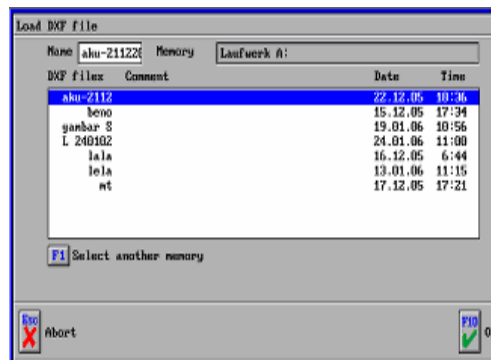 Load DXF file
Name aku-21122 Memory Laufwerk A:
DXF files Comment Date Time
aku-2112 22.12.05 10:36
beno 15.12.05 17:34
gambar 8 19.01.06 10:56
L 240102 24.01.06 11:00
lala 16.12.05 6:44
lela 13.01.06 11:15
mt 17.12.05 17:21
F1 Select another memory
Esc Abort F10 O